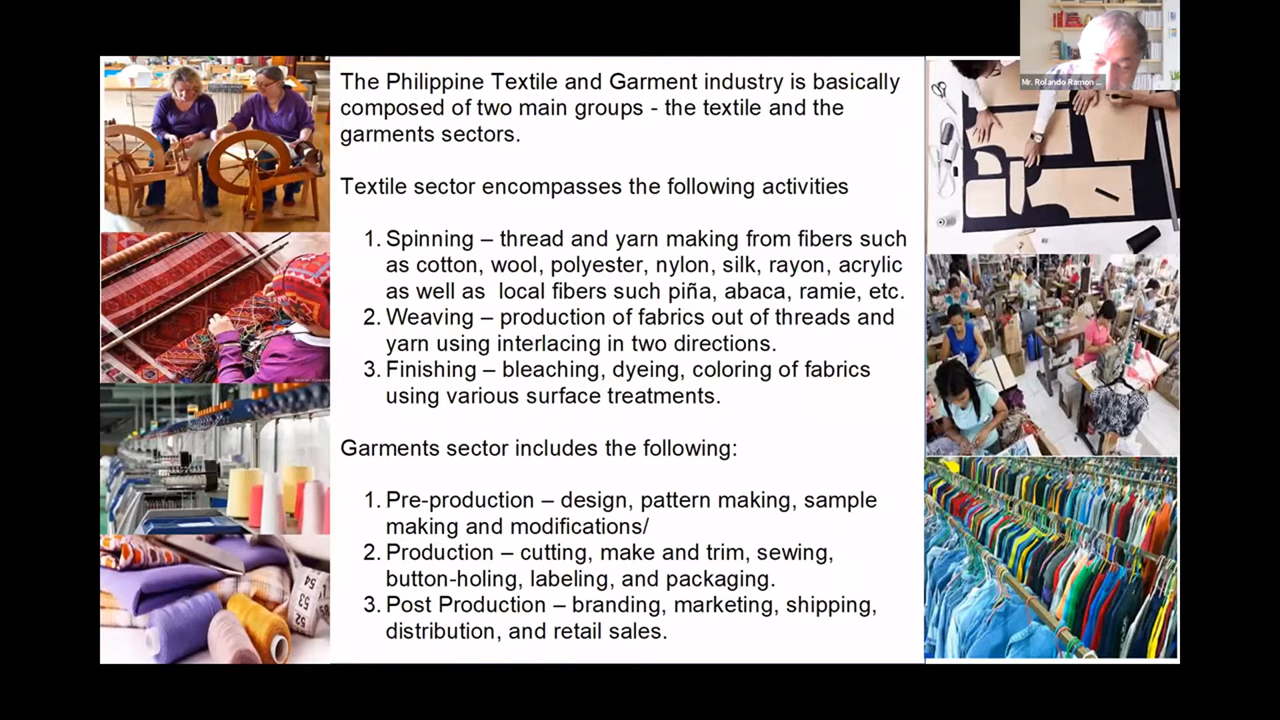 The Philippine Textile and Garment industry is basically
composed of two main groups - the textile and the
garments sectors.
Textile sector encompasses the following activities
1. Spinning – thread and yarn making from fibers such
as cotton, wool, polyester, nylon, silk, rayon, acrylic
as well as local fibers such piña, abaca, ramie, etc.
2. Weaving – production of fabrics out of threads and
yarn using interlacing in two directions.
3. Finishing – bleaching, dyeing, coloring of fabrics
using various surface treatments.
Garments sector includes the following:
1. Pre-production – design, pattern making, sample
making and modifications/
2. Production – cutting, make and trim, sewing,
button-holing, labeling, and packaging.
3. Post Production – branding, marketing, shipping,
distribution, and retail sales.
Mr. Rolando Ramon ...
54
53
52